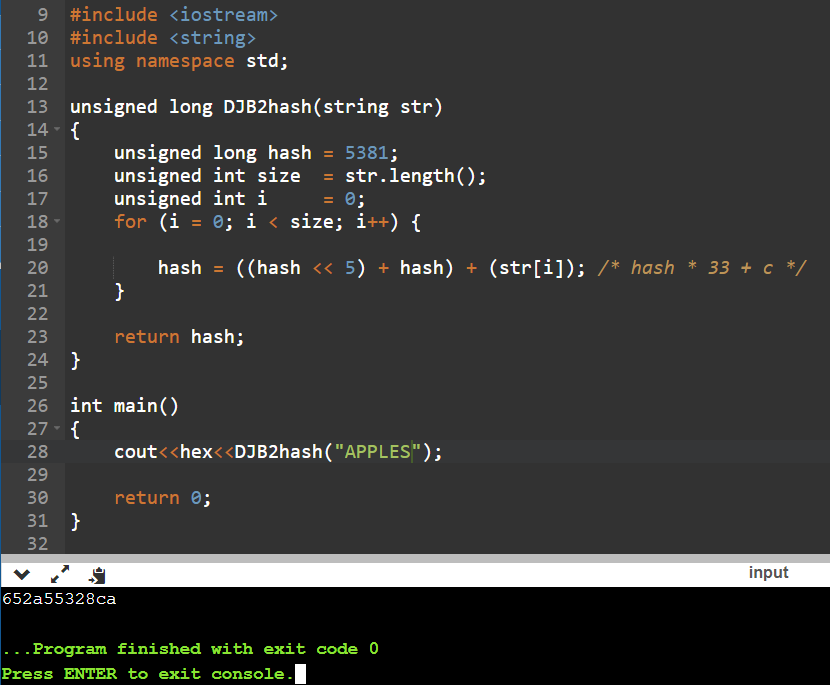 9 #include <iostream>
10 #include <string>
11 using namespace std;
12
13 unsigned long DJB2hash(string str)
14 {
15     unsigned long hash = 5381;
16     unsigned int size  = str.length();
17     unsigned int i     = 0;
18     for (i = 0; i < size; i++) {
19
20         hash = ((hash << 5) + hash) + (str[i]); /* hash * 33 + c */
21     }
22
23     return hash;
24 }
25
26 int main()
27 {
28     cout<<hex<<DJB2hash("APPLES");
29
30     return 0;
31 }
32
input
652a55328ca
...Program finished with exit code 0
Press ENTER to exit console.